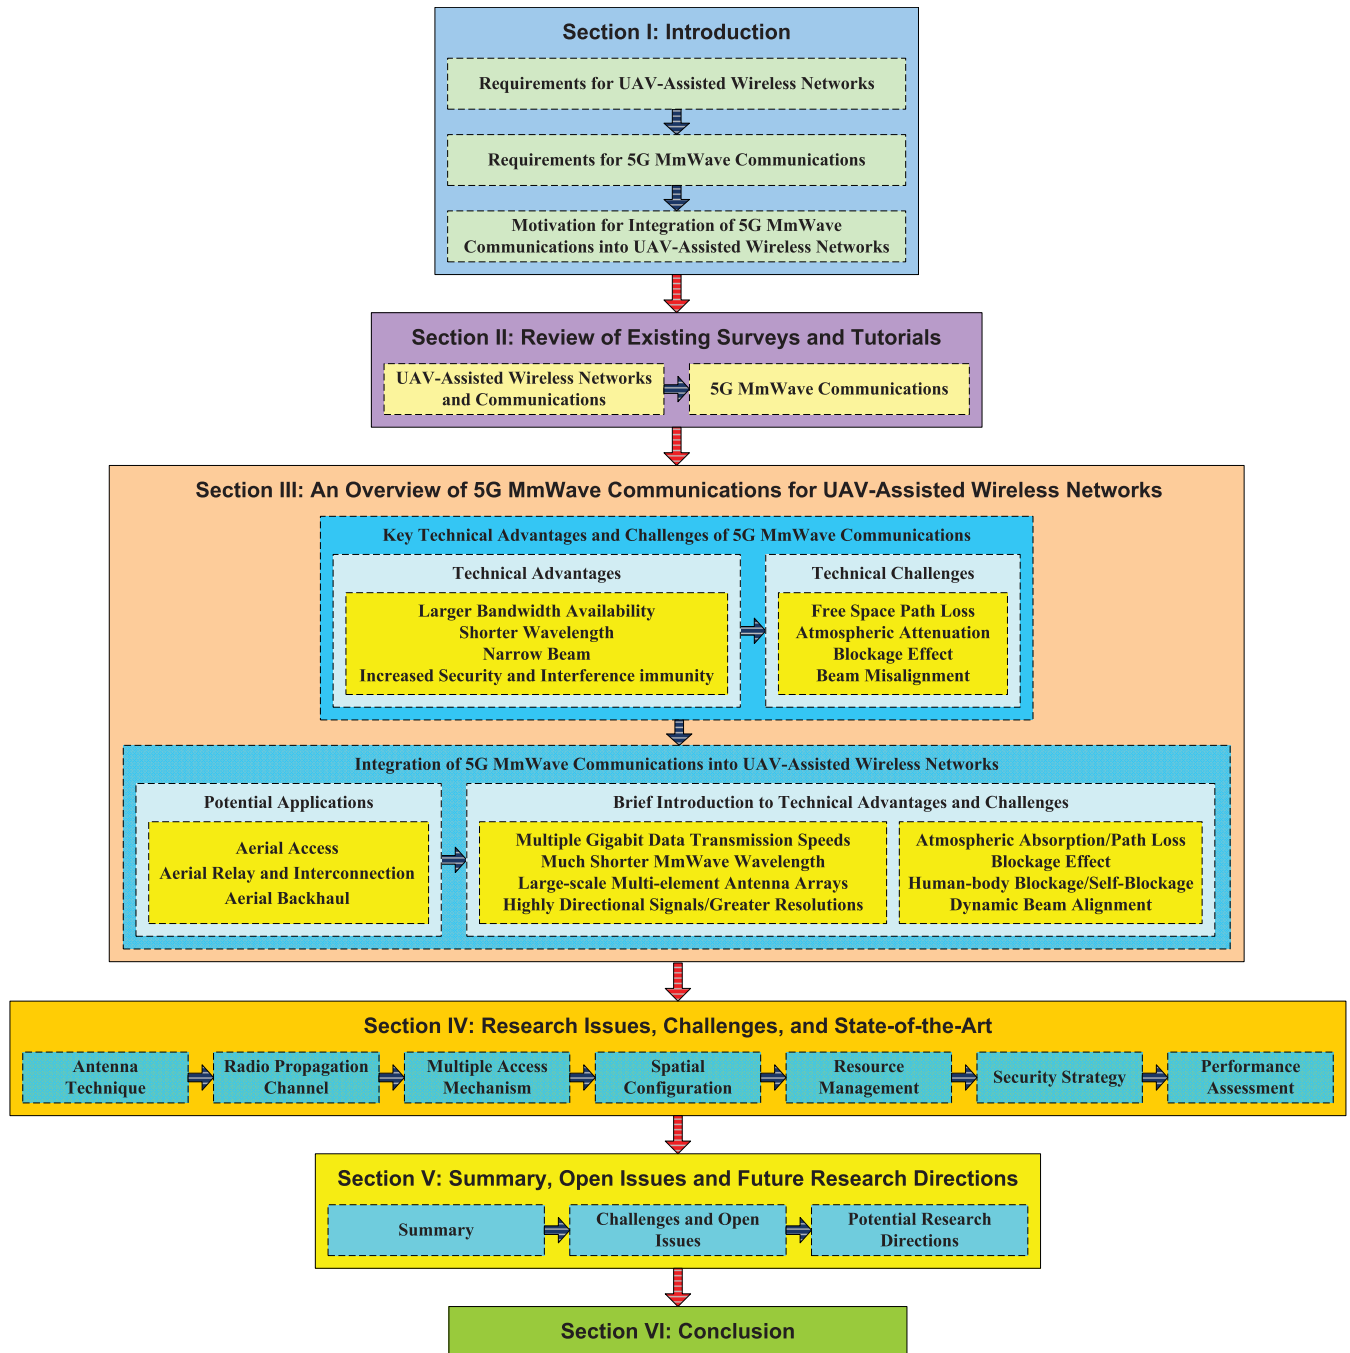 Section I: Introduction
Requirements for UAV-Assisted Wireless Networks
Requirements for 5G MmWave Communications
Motivation for Integration of 5G MmWave
Communications into UAV-Assisted Wireless Networks
Section II: Review of Existing Surveys and Tutorials
UAV-Assisted Wireless Networks
and Communications
5G MmWave Communications
Section III: An Overview of 5G MmWave Communications for UAV-Assisted Wireless Networks
Key Technical Advantages and Challenges of 5G MmWave Communications
Technical Advantages
Larger Bandwidth Availability
Shorter Wavelength
Narrow Beam
Increased Security and Interference immunity
Technical Challenges
Free Space Path Loss
Atmospheric Attenuation
Blockage Effect
Beam Misalignment
Integration of 5G MmWave Communications into UAV-Assisted Wireless Networks
Potential Applications
Aerial Access
Aerial Relay and Interconnection
Aerial Backhaul
Brief Introduction to Technical Advantages and Challenges
Multiple Gigabit Data Transmission Speeds
Much Shorter MmWave Wavelength
Large-scale Multi-element Antenna Arrays
Highly Directional Signals/Greater Resolutions
Atmospheric Absorption/Path Loss
Blockage Effect
Human-body Blockage/Self-Blockage
Dynamic Beam Alignment
Section IV: Research Issues, Challenges, and State-of-the-Art
Antenna
Technique
Radio Propagation
Channel
Multiple Access
Mechanism
Spatial
Configuration
Resource
Management
Security Strategy
Performance
Assessment
Section V: Summary, Open Issues and Future Research Directions
Summary
Challenges and Open
Issues
Potential Research
Directions
Section VI: Conclusion